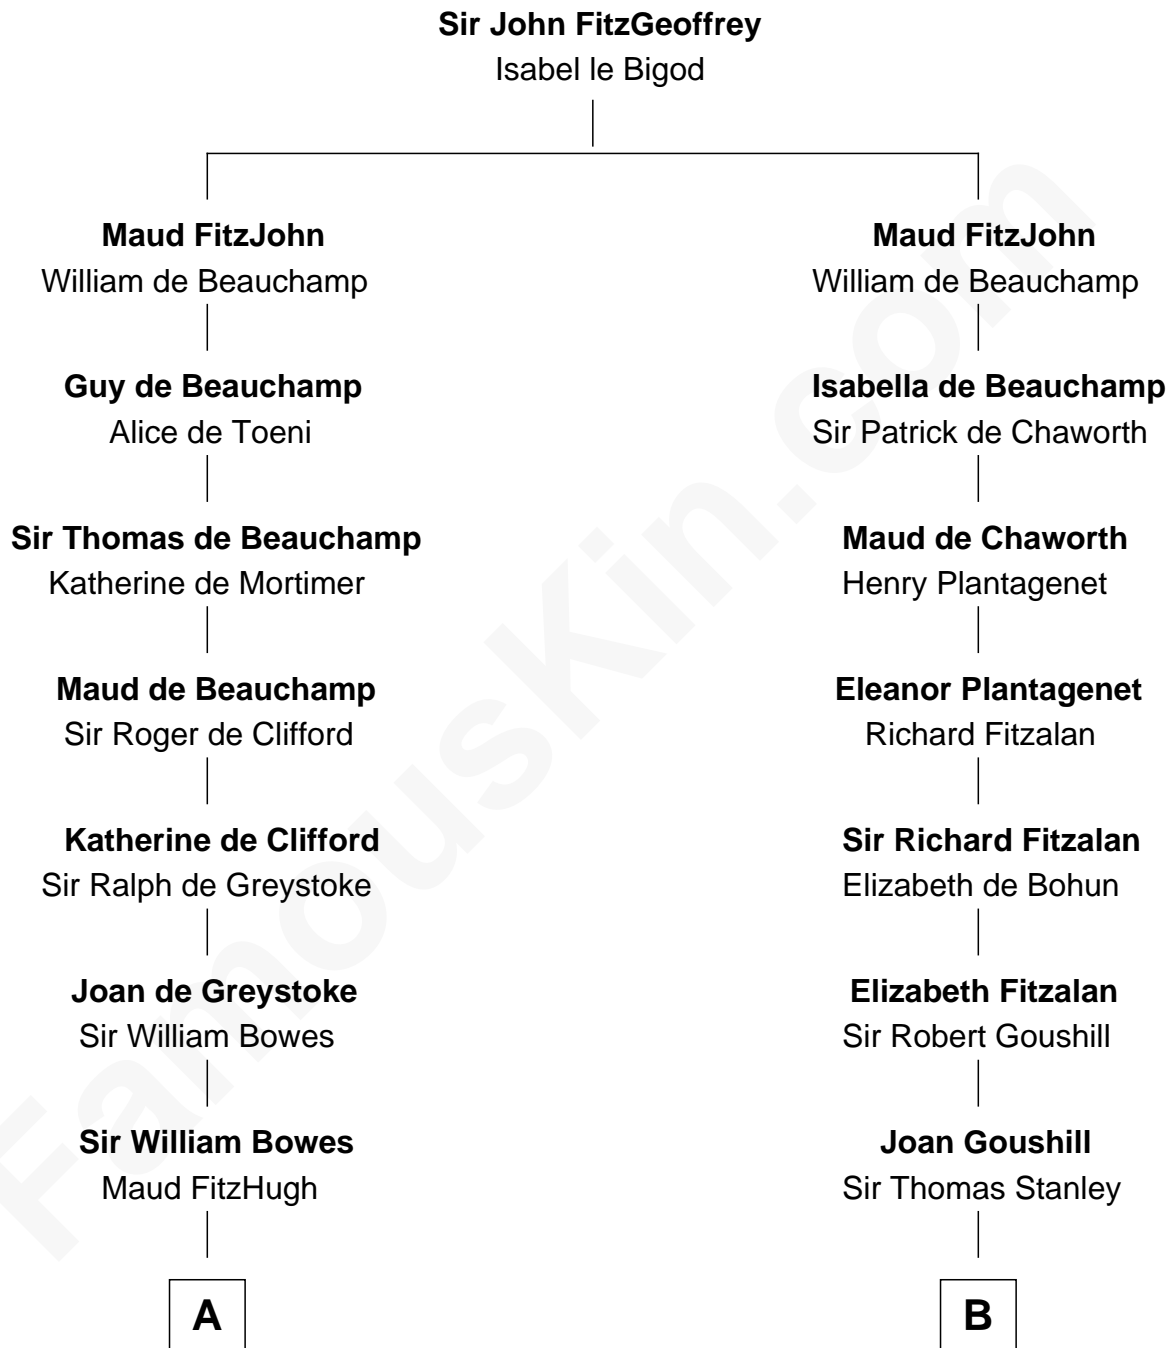 Sir John FitzGeoffrey
Isabel le Bigod
Maud FitzJohn
William de Beauchamp
Maud FitzJohn
William de Beauchamp
Guy de Beauchamp
Alice de Toeni
Isabella de Beauchamp
Sir Patrick de Chaworth
Sir Thomas de Beauchamp
Katherine de Mortimer
Maud de Chaworth
Henry Plantagenet
Maud de Beauchamp
Sir Roger de Clifford
Eleanor Plantagenet
Richard Fitzalan
Katherine de Clifford
Sir Ralph de Greystoke
Sir Richard Fitzalan
Elizabeth de Bohun
Joan de Greystoke
Sir William Bowes
Elizabeth Fitzalan
Sir Robert Goushill
Sir William Bowes
Maud FitzHugh
Joan Goushill
Sir Thomas Stanley
A
B
FamousKin.com